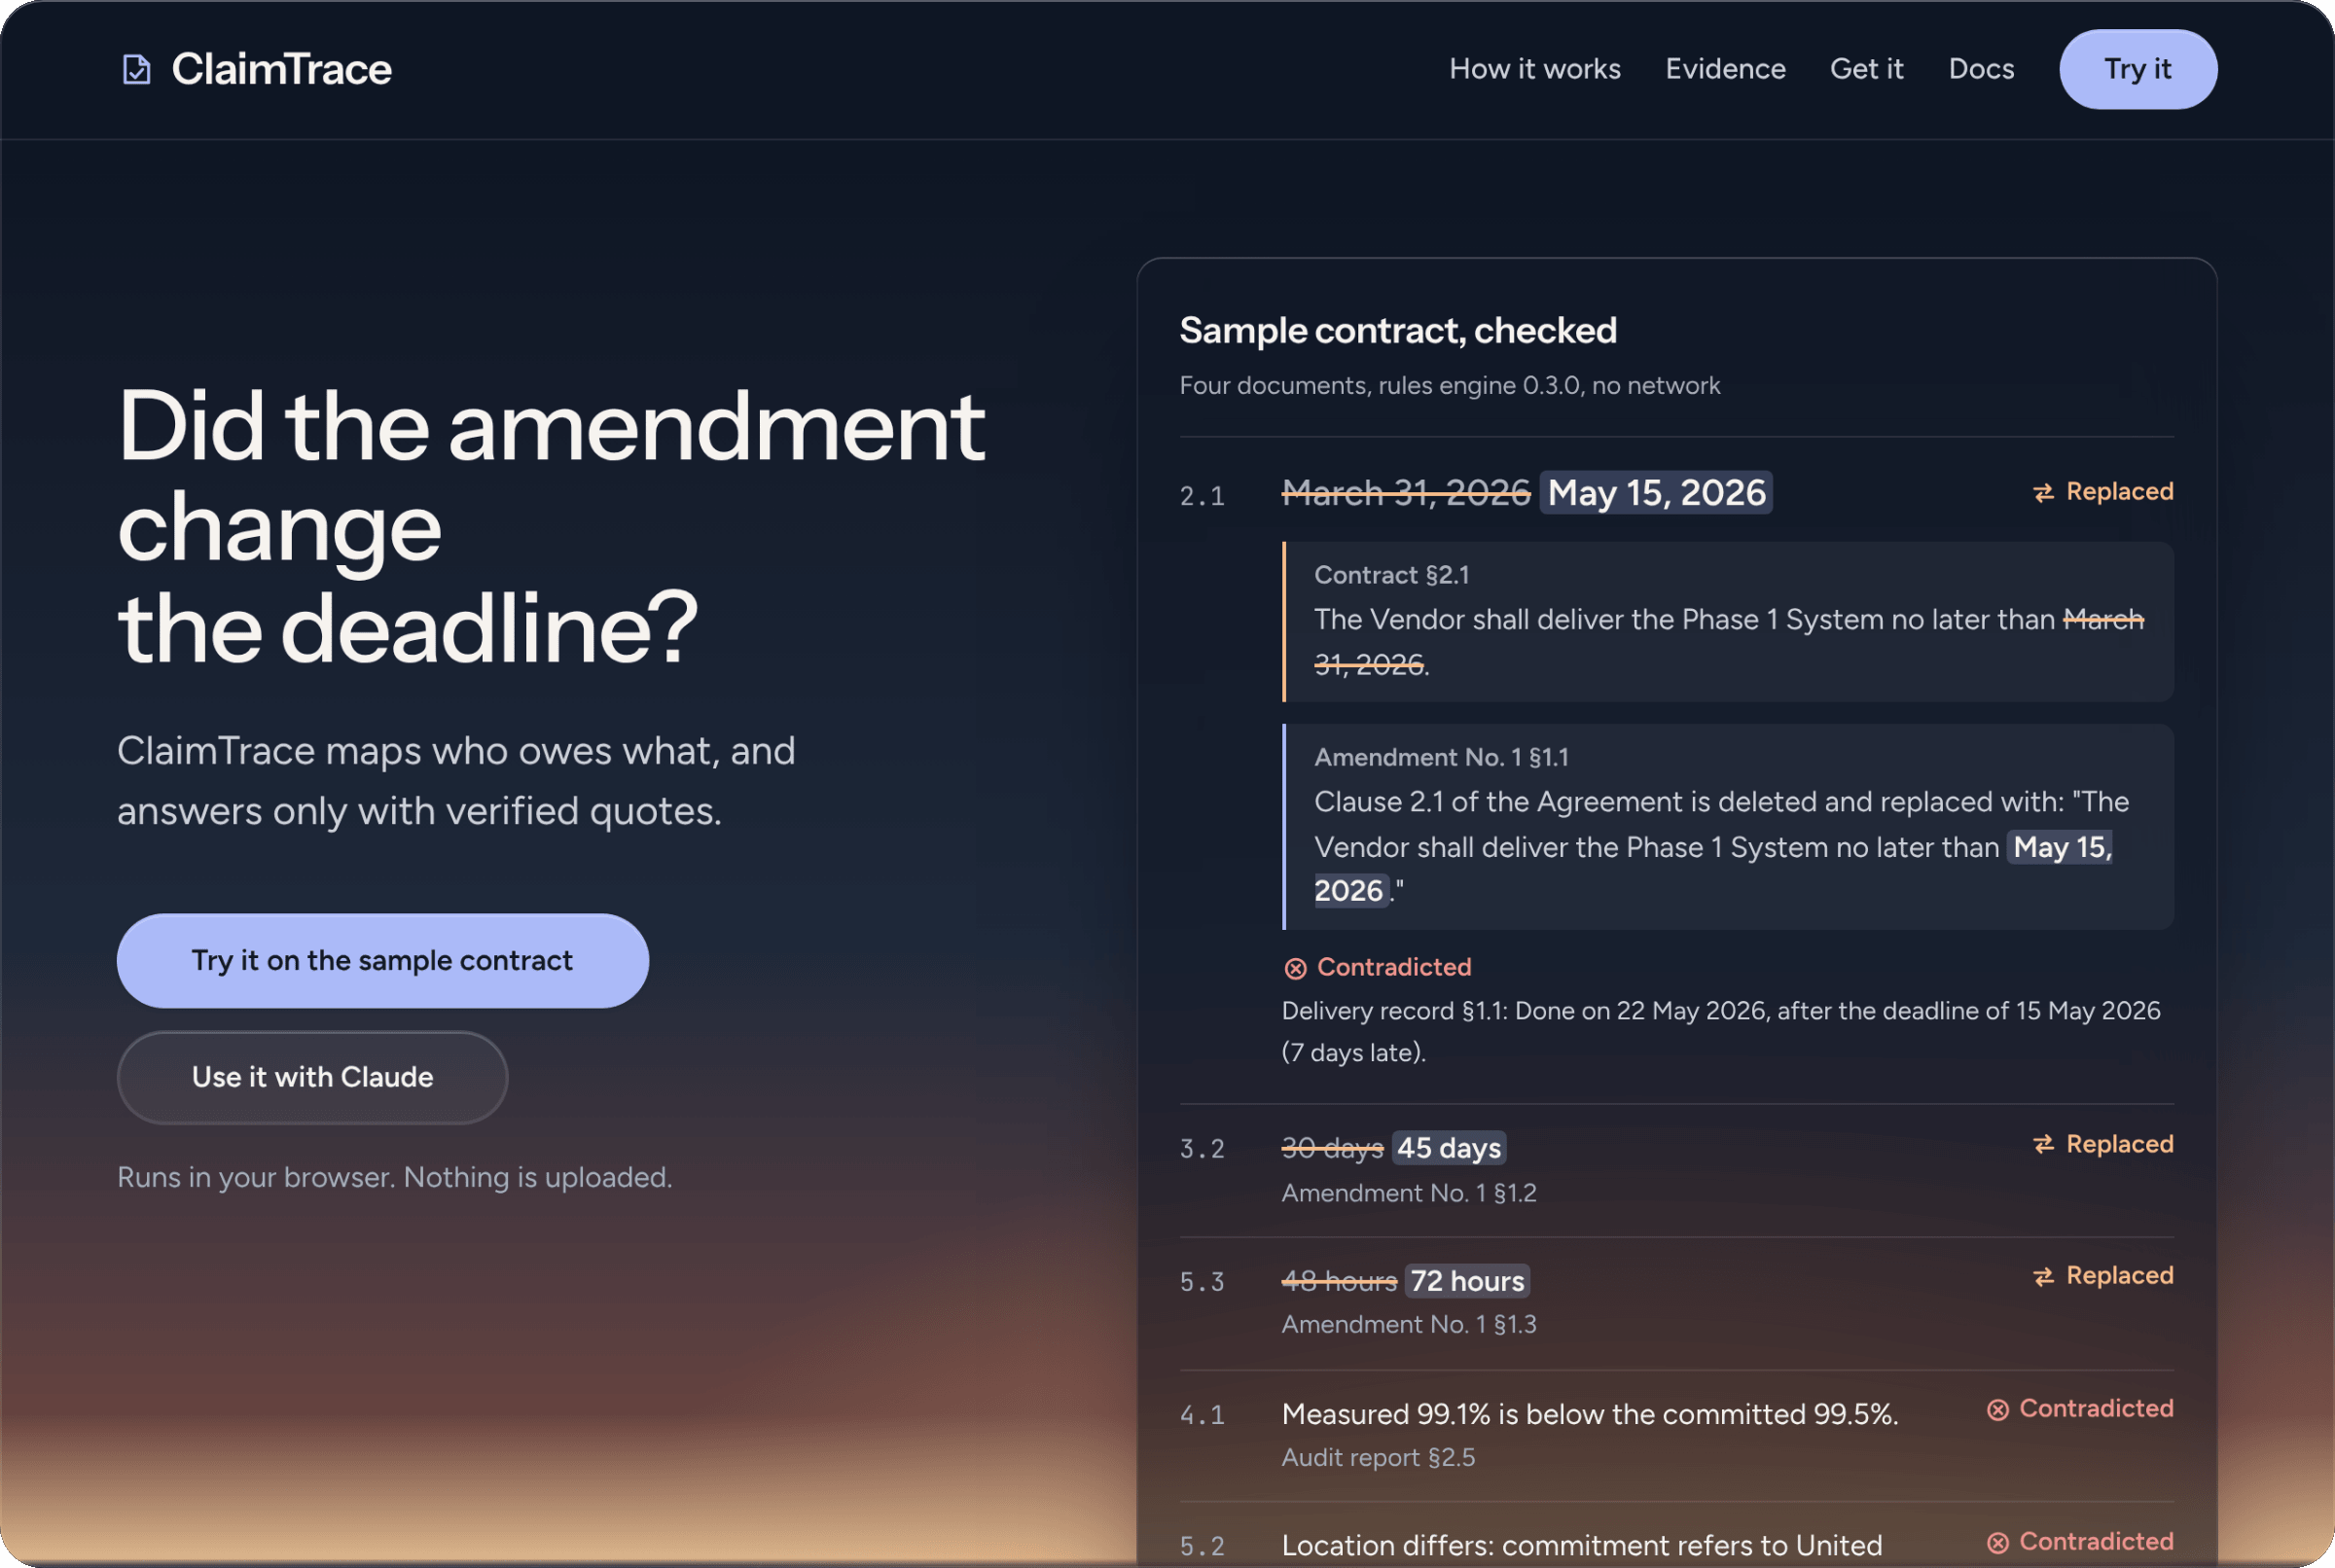 ClaimTrace
How it works
Evidence
Get it
Docs
Try it
Did the amendment
change
the deadline?
ClaimTrace maps who owes what, and
answers only with verified quotes.
Try it on the sample contract
Use it with Claude
Runs in your browser. Nothing is uploaded.
Sample contract, checked
Four documents, rules engine 0.3.0, no network
2.1 March 31, 2026 May 15, 2026 Replaced
Contract §2.1
The Vendor shall deliver the Phase 1 System no later than March
31, 2026.
Amendment No. 1 §1.1
Clause 2.1 of the Agreement is deleted and replaced with: "The
Vendor shall deliver the Phase 1 System no later than May 15,
2026."
Contradicted
Delivery record §1.1: Done on 22 May 2026, after the deadline of 15 May 2026
(7 days late).
3.2 30 days 45 days Replaced
Amendment No. 1 §1.2
5.3 48 hours 72 hours Replaced
Amendment No. 1 §1.3
4.1 Measured 99.1% is below the committed 99.5%. Contradicted
Audit report §2.5
5.2 Location differs: commitment refers to United Contradicted